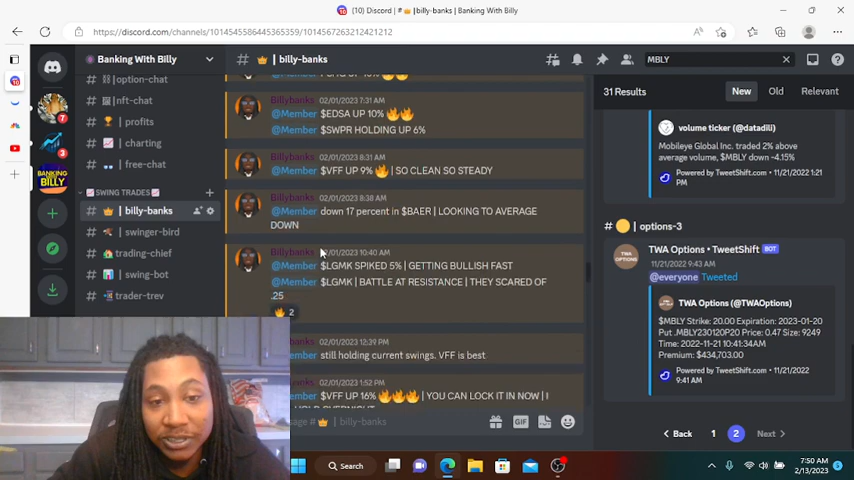 (10) Discord | 👑 | billy-banks | Banking With Billy
https://discord.com/channels/1014545586445365359/1014567263212421212
Banking With Billy
option-chat
nft-chat
profits
charting
free-chat
SWING TRADES
billy-banks
swinger-bird
trading-chief
swing-bot
trader-trev
# 👑 | billy-banks
Billybanks 02/01/2023 7:31 AM
@Member $EDSA UP 10% 🔥🔥
@Member $SWPR HOLDING UP 6%
Billybanks 02/01/2023 8:31 AM
@Member $VFF UP 9% 🔥 | SO CLEAN SO STEADY
Billybanks 02/01/2023 8:38 AM
@Member down 17 percent in $BAER | LOOKING TO AVERAGE
DOWN
Billybanks 02/01/2023 10:40 AM
@Member $LGMK SPIKED 5% | GETTING BULLISH FAST
@Member $LGMK | BATTLE AT RESISTANCE | THEY SCARED OF
.25
🔥 2
Billybanks 02/01/2023 12:39 PM
still holding current swings. VFF is best
02/01/2023 1:52 PM
$VFF UP 16% 🔥🔥🔥 | YOU CAN LOCK IT IN NOW | I
billy-banks
GIF
MBLY
31 Results
New
Old
Relevant
volume ticker (@datadili)
Mobileye Global Inc. traded 2% above
average volume, $MBLY down -4.15%
Powered by TweetShift.com • 11/21/2022 1:21
PM
# 🟡 | options-3
TWA Options • TweetShift BOT
11/21/2022 9:43 AM
@everyone Tweeted
TWA Options (@TWAOptions)
$MBLY Strike: 20.00 Expiration: 2023-01-20
Put .MBLY230120P20 Price: 0.47 Size: 9249
Time: 2022-11-21 10:41:34AM
Premium: $434,703.00
Powered by TweetShift.com • 11/21/2022
9:41 AM
Back
1
2
Next
Search
7:50 AM
2/13/2023
7
3
BANKING
WITH
BILLY